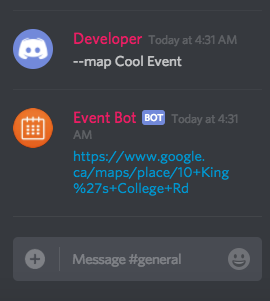 Developer Today at 4:31 AM
--map Cool Event
Event Bot BOT Today at 4:31
AM
https://www.google.
ca/maps/place/10+King
%27s+College+Rd
Message #general